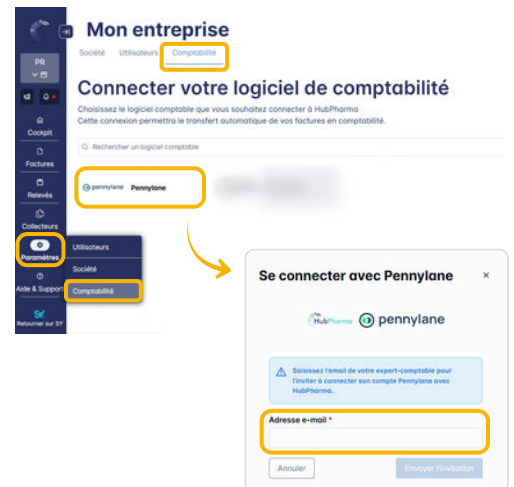 Mon entreprise
Société Utilisateurs Comptabilité
PR
Connecter votre logiciel de comptabilité
Choisissez le logiciel comptable que vous souhaitez connecter à HubPharma
Cette connexion permettra le transfert automatique de vos factures en comptabilité.
Rechercher un logiciel comptable
pennylane Pennylane
Cockpit
Factures
Relevés
Collecteurs
Paramètres
Aide & Support
SY
Retourner sur SY
Utilisateurs
Société
Comptabilité
Se connecter avec Pennylane ×
HubPharma pennylane
Saisissez l'email de votre expert-comptable pour
l'inviter à connecter son compte Pennylane avec
HubPharma.
Adresse e-mail *
Annuler Envoyer l'invitation